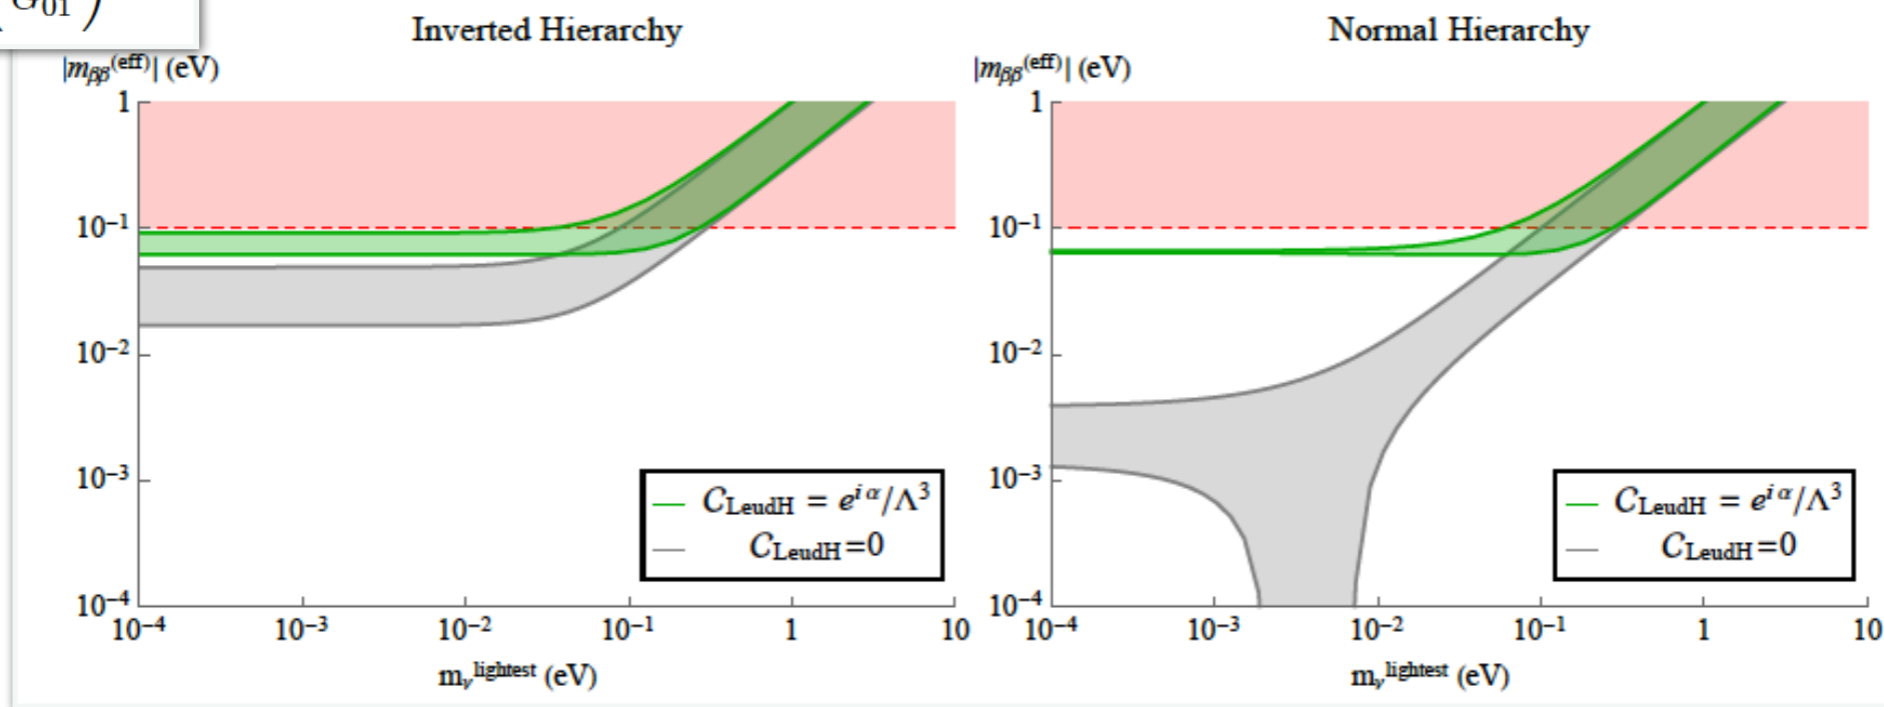 G₀₁)
Inverted Hierarchy
|mββ⁽ᵉᶠᶠ⁾| (eV)
1
10⁻¹
10⁻²
10⁻³
10⁻⁴
10⁻⁴ 10⁻³ 10⁻² 10⁻¹ 1 10
mᵥ lightest (eV)
C_LeudH = e^{iα}/Λ³
C_LeudH=0
Normal Hierarchy
|mββ⁽ᵉᶠᶠ⁾| (eV)
1
10⁻¹
10⁻²
10⁻³
10⁻⁴
10⁻⁴ 10⁻³ 10⁻² 10⁻¹ 1 10
mᵥ lightest (eV)
C_LeudH = e^{iα}/Λ³
C_LeudH=0